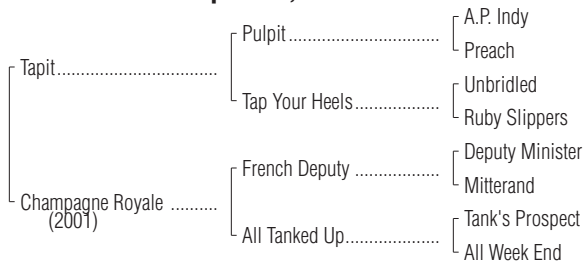 A.P. Indy
Pulpit
Preach
Tapit
Unbridled
Tap Your Heels
Ruby Slippers
Deputy Minister
French Deputy
Mitterand
Champagne Royale
(2001)
Tank's Prospect
All Tanked Up
All Week End